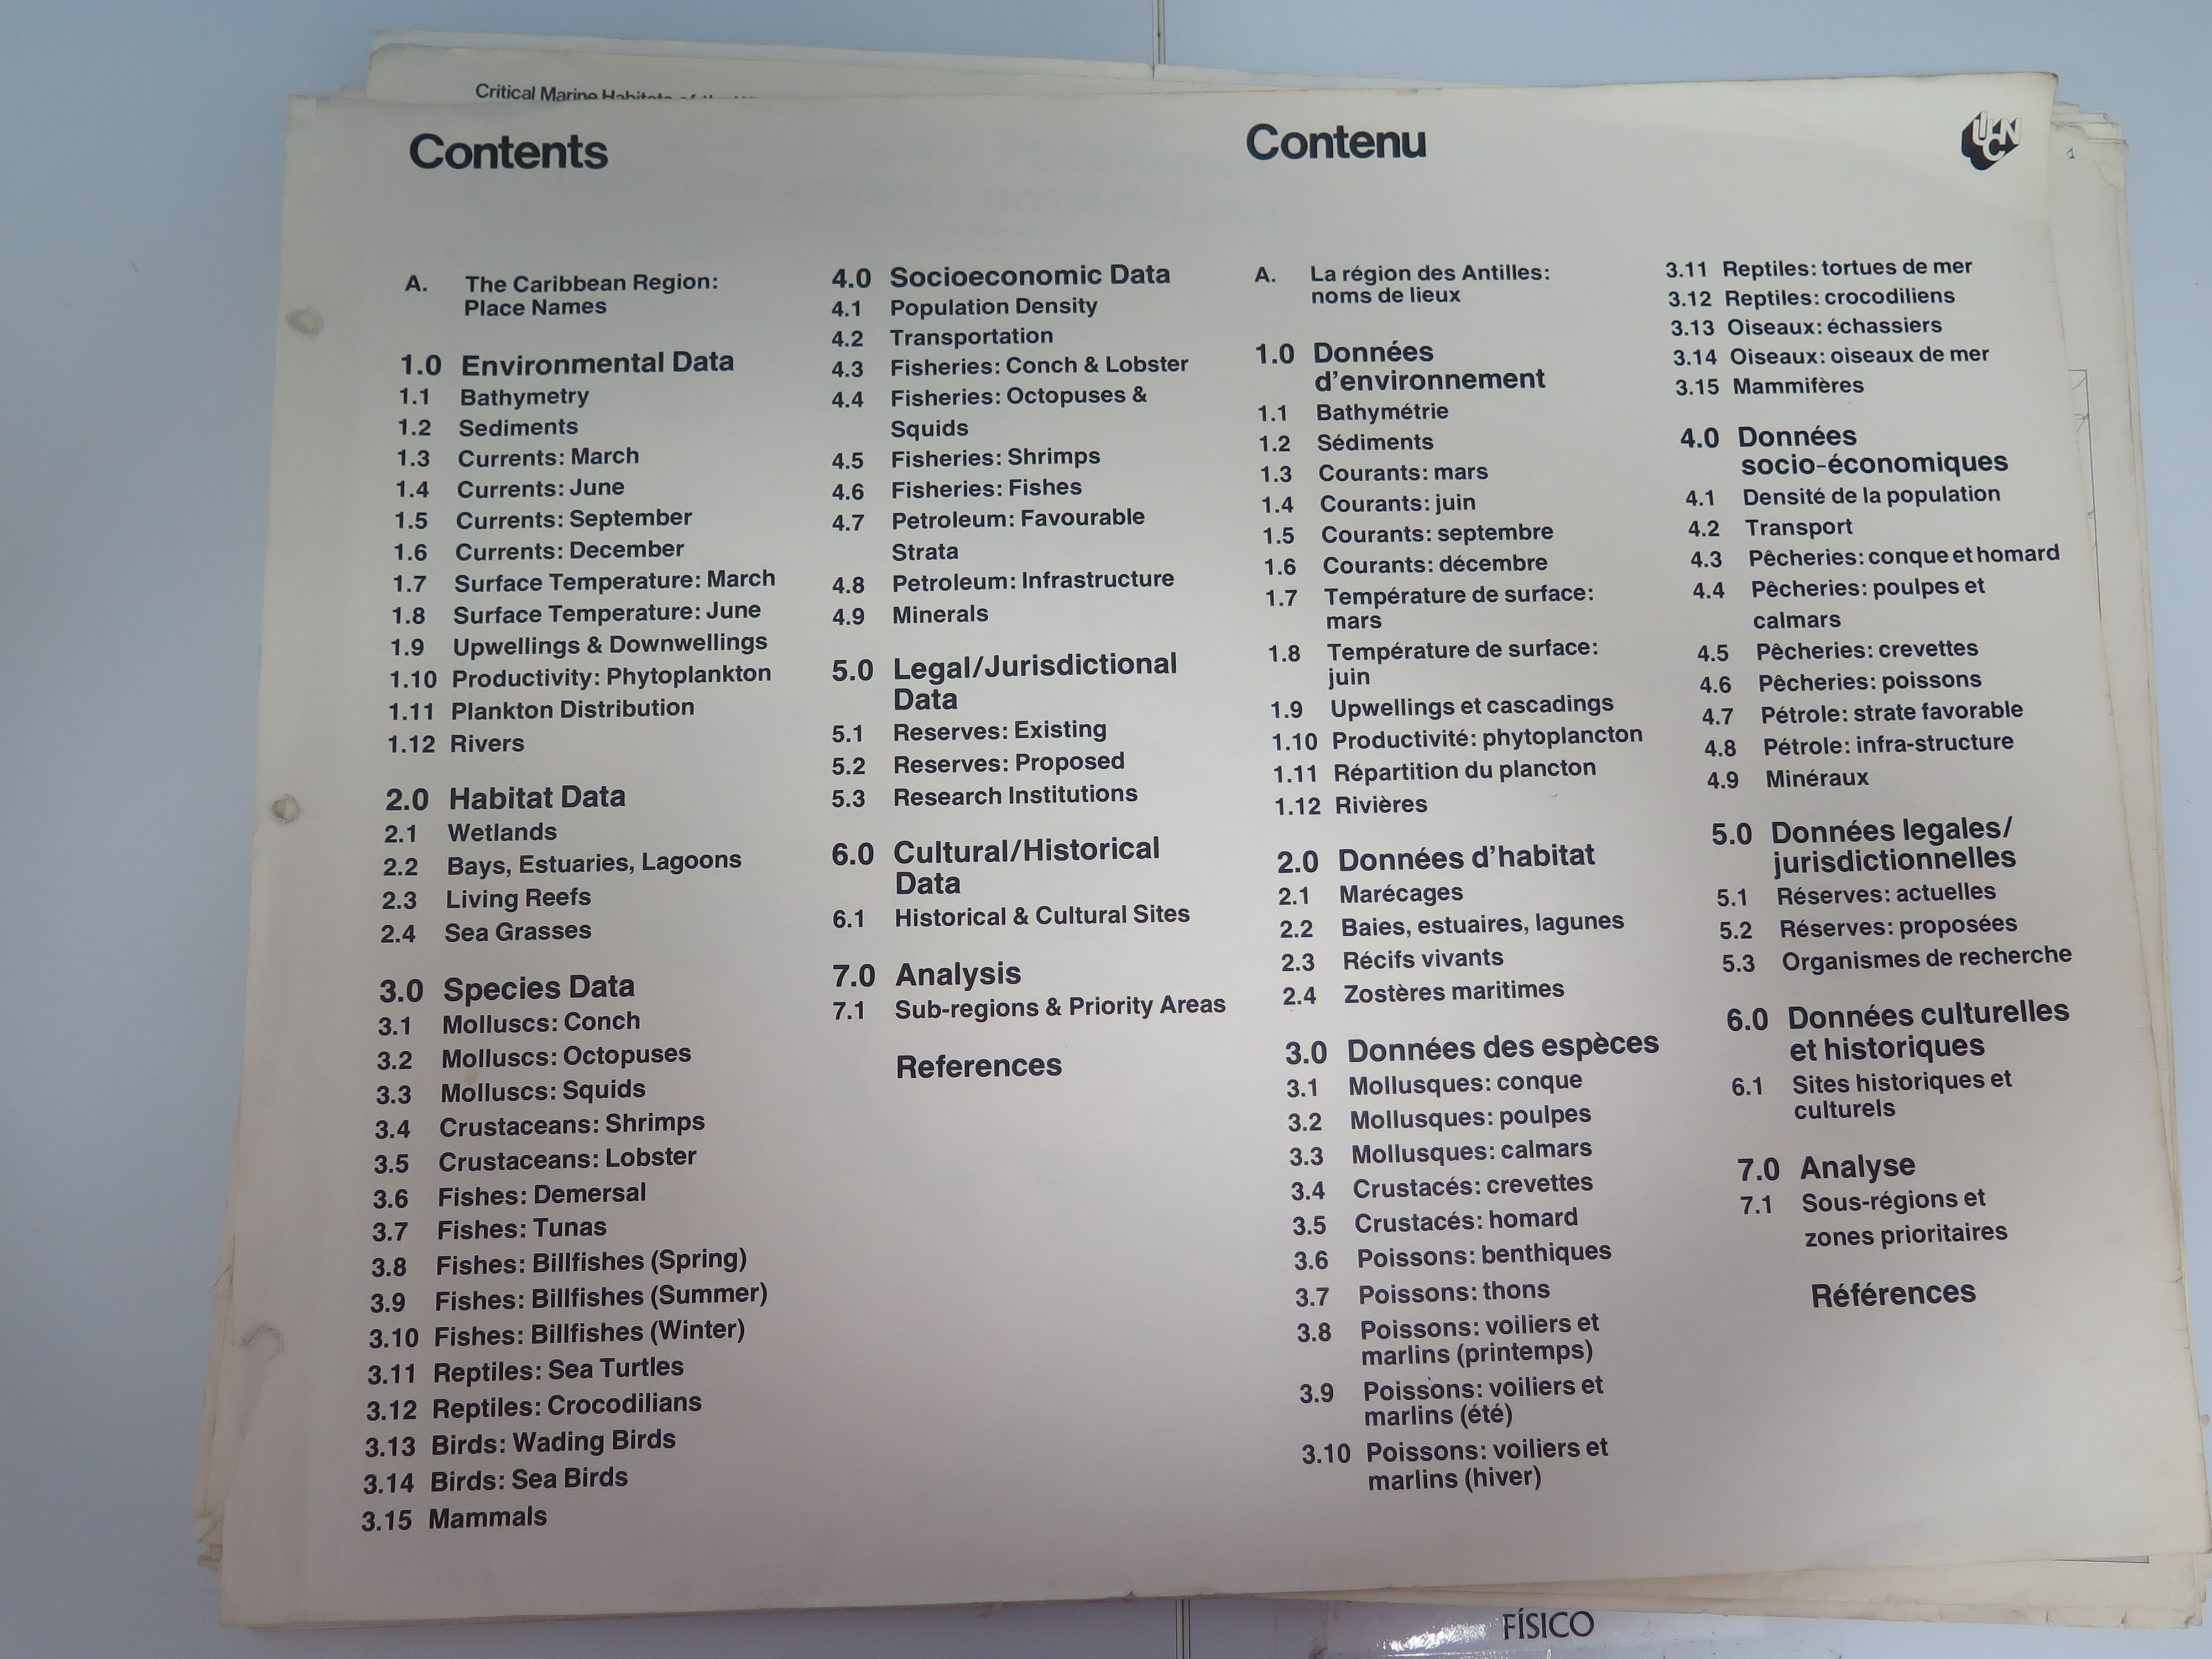 Critical Marine Habitats of the
Contents
A. The Caribbean Region:
Place Names
1.0 Environmental Data
1.1 Bathymetry
1.2 Sediments
1.3 Currents: March
1.4 Currents: June
1.5 Currents: September
1.6 Currents: December
1.7 Surface Temperature: March
1.8 Surface Temperature: June
1.9 Upwellings & Downwellings
1.10 Productivity: Phytoplankton
1.11 Plankton Distribution
1.12 Rivers
2.0 Habitat Data
2.1 Wetlands
2.2 Bays, Estuaries, Lagoons
2.3 Living Reefs
2.4 Sea Grasses
3.0 Species Data
3.1 Molluscs: Conch
3.2 Molluscs: Octopuses
3.3 Molluscs: Squids
3.4 Crustaceans: Shrimps
3.5 Crustaceans: Lobster
3.6 Fishes: Demersal
3.7 Fishes: Tunas
3.8 Fishes: Billfishes (Spring)
3.9 Fishes: Billfishes (Summer)
3.10 Fishes: Billfishes (Winter)
3.11 Reptiles: Sea Turtles
3.12 Reptiles: Crocodilians
3.13 Birds: Wading Birds
3.14 Birds: Sea Birds
3.15 Mammals
4.0 Socioeconomic Data
4.1 Population Density
4.2 Transportation
4.3 Fisheries: Conch & Lobster
4.4 Fisheries: Octopuses &
Squids
4.5 Fisheries: Shrimps
4.6 Fisheries: Fishes
4.7 Petroleum: Favourable
Strata
4.8 Petroleum: Infrastructure
4.9 Minerals
5.0 Legal/Jurisdictional
Data
5.1 Reserves: Existing
5.2 Reserves: Proposed
5.3 Research Institutions
6.0 Cultural/Historical
Data
6.1 Historical & Cultural Sites
7.0 Analysis
7.1 Sub-regions & Priority Areas
References
Contenu
IUCN
A. La région des Antilles:
noms de lieux
1.0 Données
d'environnement
1.1 Bathymétrie
1.2 Sédiments
1.3 Courants: mars
1.4 Courants: juin
1.5 Courants: septembre
1.6 Courants: décembre
1.7 Température de surface:
mars
1.8 Température de surface:
juin
1.9 Upwellings et cascadings
1.10 Productivité: phytoplancton
1.11 Répartition du plancton
1.12 Rivières
2.0 Données d'habitat
2.1 Marécages
2.2 Baies, estuaires, lagunes
2.3 Récifs vivants
2.4 Zostères maritimes
3.0 Données des espèces
3.1 Mollusques: conque
3.2 Mollusques: poulpes
3.3 Mollusques: calmars
3.4 Crustacés: crevettes
3.5 Crustacés: homard
3.6 Poissons: benthiques
3.7 Poissons: thons
3.8 Poissons: voiliers et
marlins (printemps)
3.9 Poissons: voiliers et
marlins (été)
3.10 Poissons: voiliers et
marlins (hiver)
3.11 Reptiles: tortues de mer
3.12 Reptiles: crocodiliens
3.13 Oiseaux: échassiers
3.14 Oiseaux: oiseaux de mer
3.15 Mammifères
4.0 Données
socio-économiques
4.1 Densité de la population
4.2 Transport
4.3 Pêcheries: conque et homard
4.4 Pêcheries: poulpes et
calmars
4.5 Pêcheries: crevettes
4.6 Pêcheries: poissons
4.7 Pétrole: strate favorable
4.8 Pétrole: infra-structure
4.9 Minéraux
5.0 Données legales/
jurisdictionnelles
5.1 Réserves: actuelles
5.2 Réserves: proposées
5.3 Organismes de recherche
6.0 Données culturelles
et historiques
6.1 Sites historiques et
culturels
7.0 Analyse
7.1 Sous-régions et
zones prioritaires
Références
FÍSICO